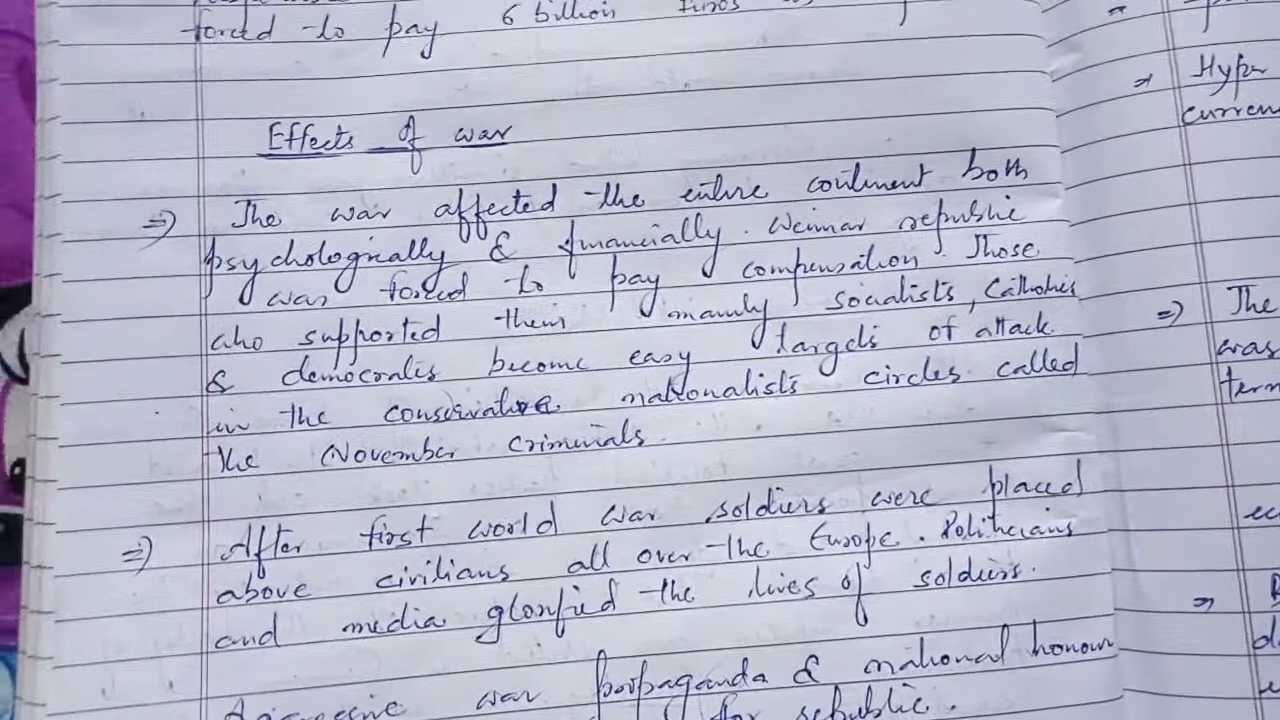 forced to pay 6 billion
Effects of war
=) The war affected the entire continent both
psychologically & financially. Weimar republic
was forced to pay compensation. Those
who supported them mainly socialists, Catholics
& democrats become easy targets of attack
in the conservative nationalists circles called
the November criminals.
=) After first world war soldiers were placed
above civilians all over the Europe. Politicians
and media glorified the lives of soldiers.
Aggressive war propaganda & national honour
for republic.
=) Hyper
curren
=) The
was
term